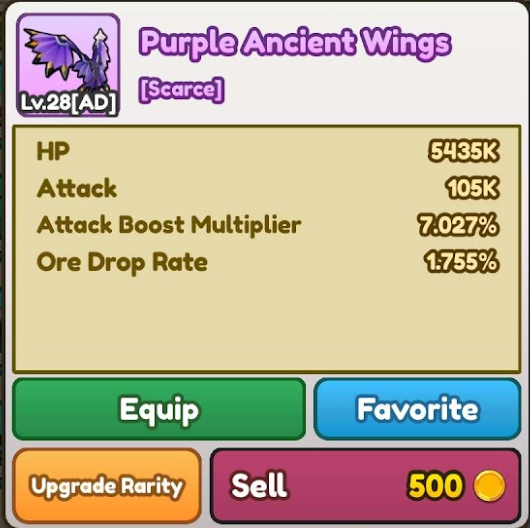 Purple Ancient Wings
[Scarce]
Lv.28[AD]
HP 5435K
Attack 105K
Attack Boost Multiplier 7.027%
Ore Drop Rate 1.755%
Equip Favorite
Upgrade Rarity Sell 500